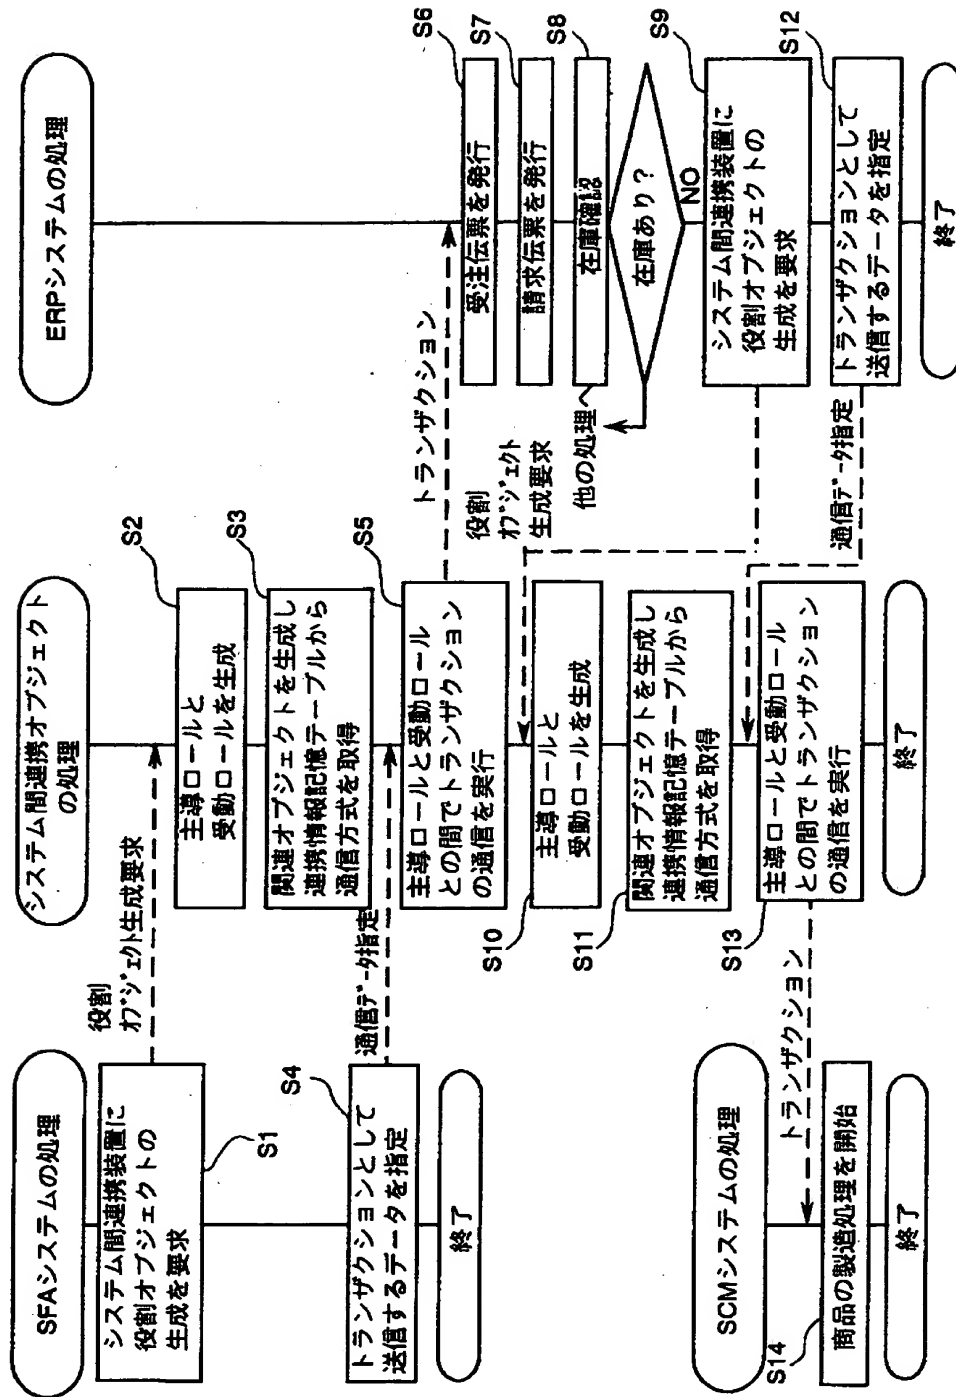 SFAシステムの処理
システム間連携装置に
役割オブジェクトの
生成を要求
S1
トランザクションとして
送信するデータを指定
S4
終了
SCMシステムの処理
トランザクション
商品の製造処理を開始
S14
終了
役割
オブジェクト生成要求
通信データ指定
システム間連携オブジェクト
の処理
主導ロールと
受動ロールを生成
S2
関連オブジェクトを生成し
連携情報記憶テーブルから
通信方式を取得
S3
主導ロールと受動ロール
との間でトランザクション
の通信を実行
S5
主導ロールと
受動ロールを生成
S10
関連オブジェクトを生成し
連携情報記憶テーブルから
通信方式を取得
S11
主導ロールと受動ロール
との間でトランザクション
の通信を実行
S13
終了
トランザクション
役割
オブジェクト
生成要求
他の処理へ
通信データ指定
ERPシステムの処理
受注伝票を発行
S6
請求伝票を発行
S7
在庫確認
S8
在庫あり？
NO
システム間連携装置に
役割オブジェクトの
生成を要求
S9
トランザクションとして
送信するデータを指定
S12
終了